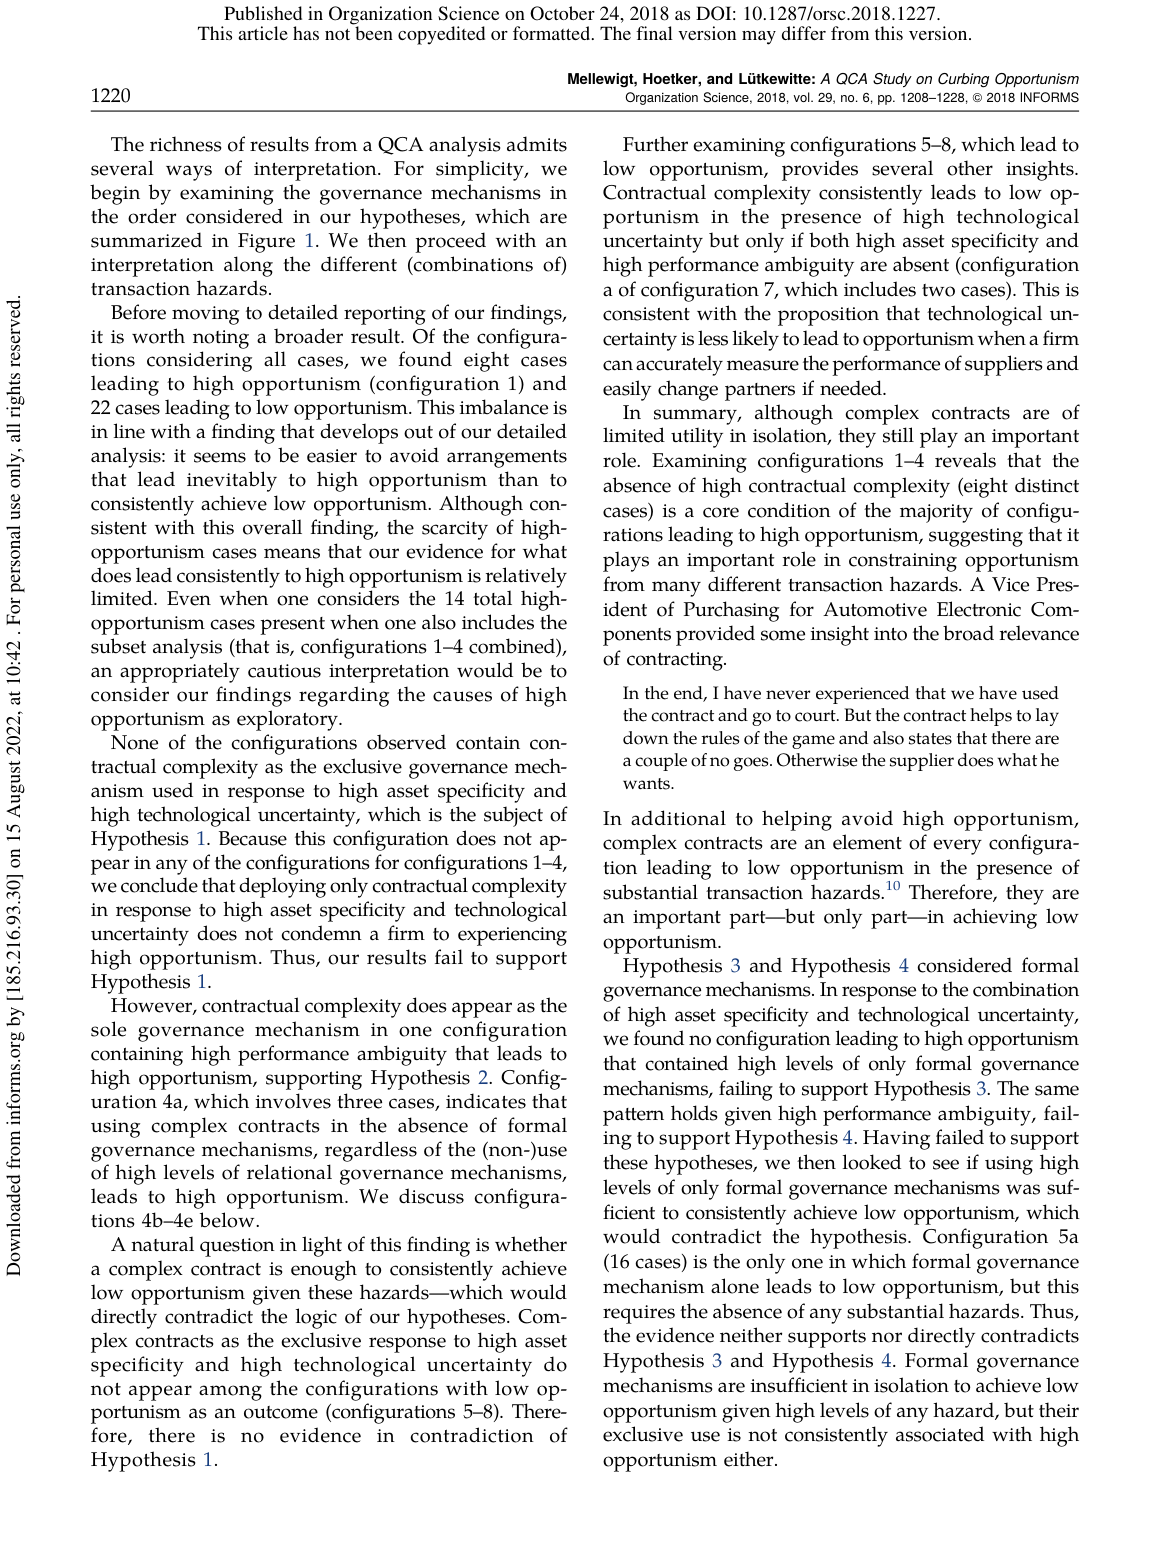 Published in Organization Science on October 24, 2018 as DOI: 10.1287/orsc.2018.1227.
This article has not been copyedited or formatted. The final version may differ from this version.
Mellewigt, Hoetker, and Lütkewitte: A QCA Study on Curbing Opportunism
1220
Organization Science, 2018, vol. 29, no. 6, pp. 1208–1228, © 2018 INFORMS
The richness of results from a QCA analysis admits
several ways of interpretation. For simplicity, we
begin by examining the governance mechanisms in
the order considered in our hypotheses, which are
summarized in Figure 1. We then proceed with an
interpretation along the different (combinations of)
transaction hazards.
Before moving to detailed reporting of our findings,
it is worth noting a broader result. Of the configura-
tions considering all cases, we found eight cases
leading to high opportunism (configuration 1) and
22 cases leading to low opportunism. This imbalance is
in line with a finding that develops out of our detailed
analysis: it seems to be easier to avoid arrangements
that lead inevitably to high opportunism than to
consistently achieve low opportunism. Although con-
sistent with this overall finding, the scarcity of high-
opportunism cases means that our evidence for what
does lead consistently to high opportunism is relatively
limited. Even when one considers the 14 total high-
opportunism cases present when one also includes the
subset analysis (that is, configurations 1–4 combined),
an appropriately cautious interpretation would be to
consider our findings regarding the causes of high
opportunism as exploratory.
None of the configurations observed contain con-
tractual complexity as the exclusive governance mech-
anism used in response to high asset specificity and
high technological uncertainty, which is the subject of
Hypothesis 1. Because this configuration does not ap-
pear in any of the configurations for configurations 1–4,
we conclude that deploying only contractual complexity
in response to high asset specificity and technological
uncertainty does not condemn a firm to experiencing
high opportunism. Thus, our results fail to support
Hypothesis 1.
However, contractual complexity does appear as the
sole governance mechanism in one configuration
containing high performance ambiguity that leads to
high opportunism, supporting Hypothesis 2. Config-
uration 4a, which involves three cases, indicates that
using complex contracts in the absence of formal
governance mechanisms, regardless of the (non-)use
of high levels of relational governance mechanisms,
leads to high opportunism. We discuss configura-
tions 4b–4e below.
A natural question in light of this finding is whether
a complex contract is enough to consistently achieve
low opportunism given these hazards—which would
directly contradict the logic of our hypotheses. Com-
plex contracts as the exclusive response to high asset
specificity and high technological uncertainty do
not appear among the configurations with low op-
portunism as an outcome (configurations 5–8). There-
fore, there is no evidence in contradiction of
Hypothesis 1.
Further examining configurations 5–8, which lead to
low opportunism, provides several other insights.
Contractual complexity consistently leads to low op-
portunism in the presence of high technological
uncertainty but only if both high asset specificity and
high performance ambiguity are absent (configuration
a of configuration 7, which includes two cases). This is
consistent with the proposition that technological un-
certainty is less likely to lead to opportunism when a firm
can accurately measure the performance of suppliers and
easily change partners if needed.
In summary, although complex contracts are of
limited utility in isolation, they still play an important
role. Examining configurations 1–4 reveals that the
absence of high contractual complexity (eight distinct
cases) is a core condition of the majority of configu-
rations leading to high opportunism, suggesting that it
plays an important role in constraining opportunism
from many different transaction hazards. A Vice Pres-
ident of Purchasing for Automotive Electronic Com-
ponents provided some insight into the broad relevance
of contracting.
In the end, I have never experienced that we have used
the contract and go to court. But the contract helps to lay
down the rules of the game and also states that there are
a couple of no goes. Otherwise the supplier does what he
wants.
In additional to helping avoid high opportunism,
complex contracts are an element of every configura-
tion leading to low opportunism in the presence of
substantial transaction hazards.10 Therefore, they are
an important part—but only part—in achieving low
opportunism.
Hypothesis 3 and Hypothesis 4 considered formal
governance mechanisms. In response to the combination
of high asset specificity and technological uncertainty,
we found no configuration leading to high opportunism
that contained high levels of only formal governance
mechanisms, failing to support Hypothesis 3. The same
pattern holds given high performance ambiguity, fail-
ing to support Hypothesis 4. Having failed to support
these hypotheses, we then looked to see if using high
levels of only formal governance mechanisms was suf-
ficient to consistently achieve low opportunism, which
would contradict the hypothesis. Configuration 5a
(16 cases) is the only one in which formal governance
mechanism alone leads to low opportunism, but this
requires the absence of any substantial hazards. Thus,
the evidence neither supports nor directly contradicts
Hypothesis 3 and Hypothesis 4. Formal governance
mechanisms are insufficient in isolation to achieve low
opportunism given high levels of any hazard, but their
exclusive use is not consistently associated with high
opportunism either.
Downloaded from informs.org by [185.216.93.30] on 15 August 2022, at 10:42 . For personal use only, all rights reserved.